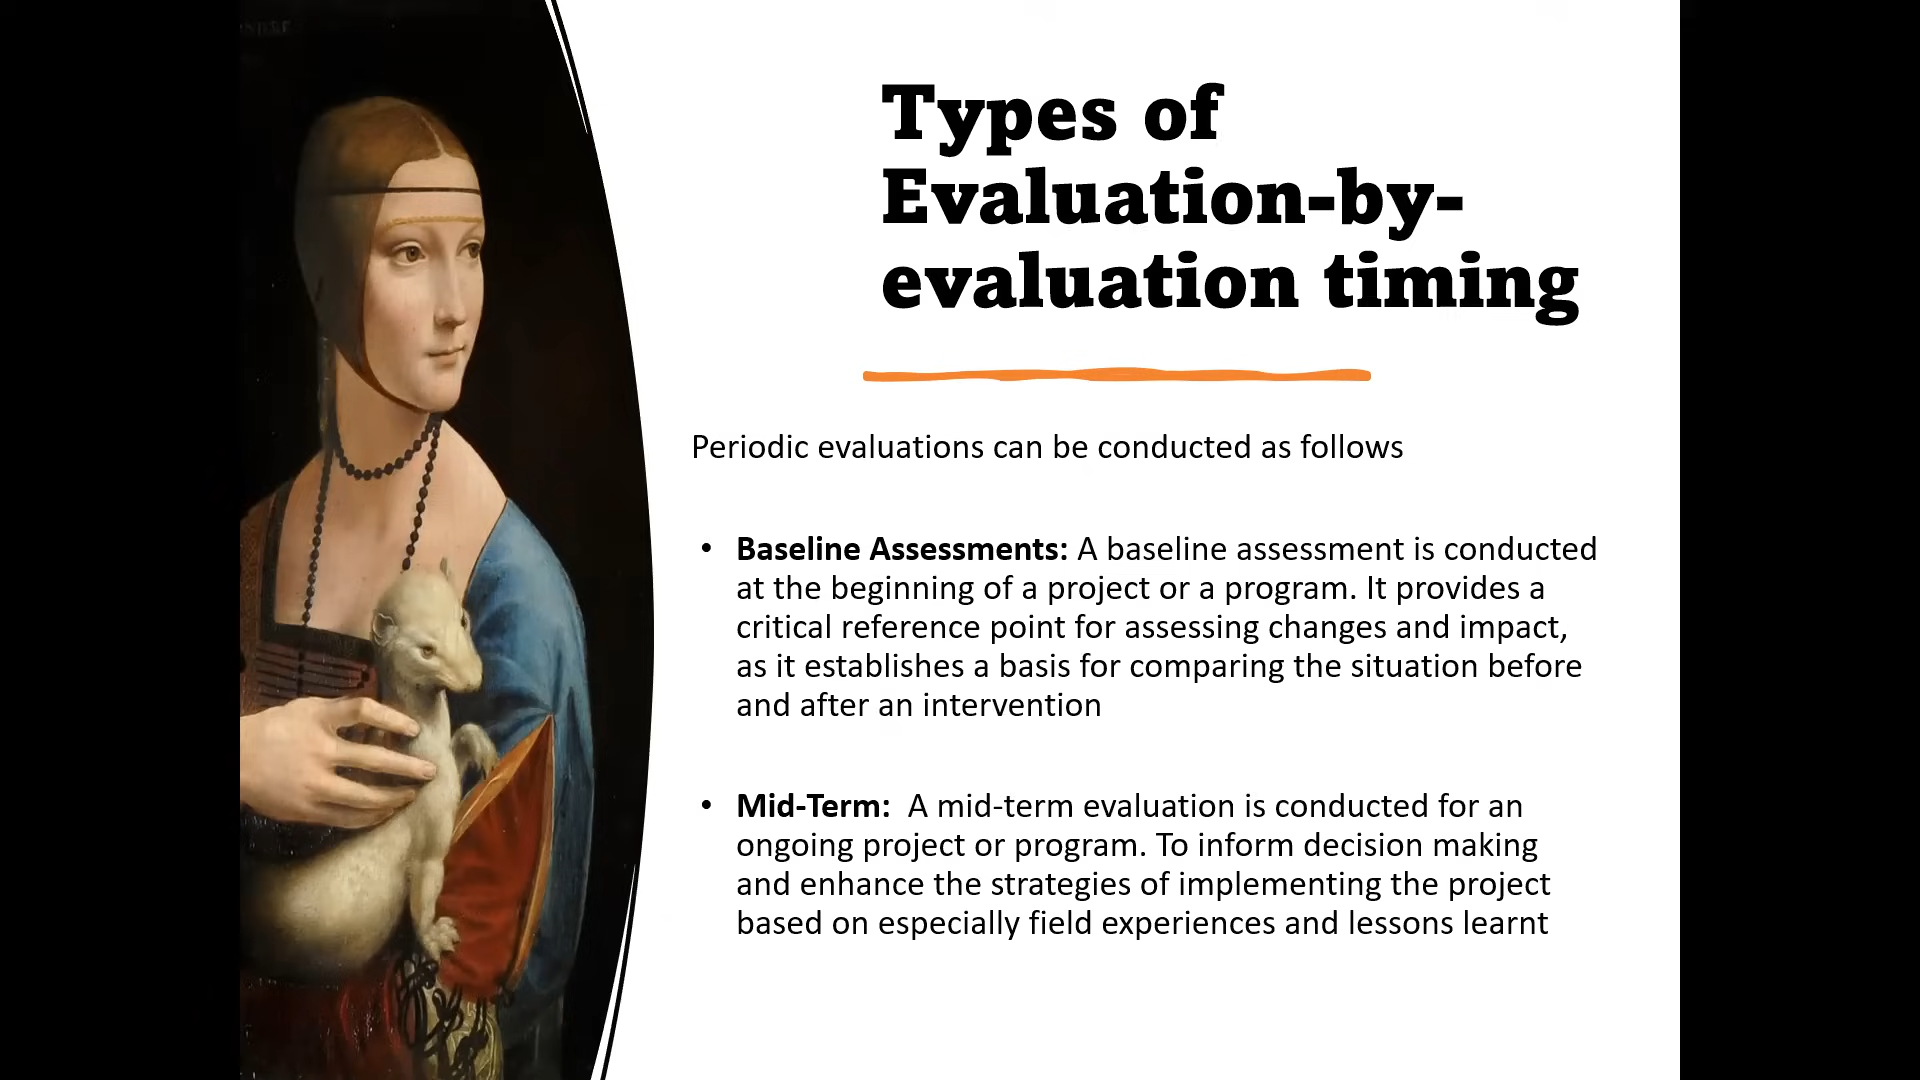 Types of
Evaluation-by-
evaluation timing
Periodic evaluations can be conducted as follows
• Baseline Assessments: A baseline assessment is conducted
at the beginning of a project or a program. It provides a
critical reference point for assessing changes and impact,
as it establishes a basis for comparing the situation before
and after an intervention
• Mid-Term:  A mid-term evaluation is conducted for an
ongoing project or program. To inform decision making
and enhance the strategies of implementing the project
based on especially field experiences and lessons learnt